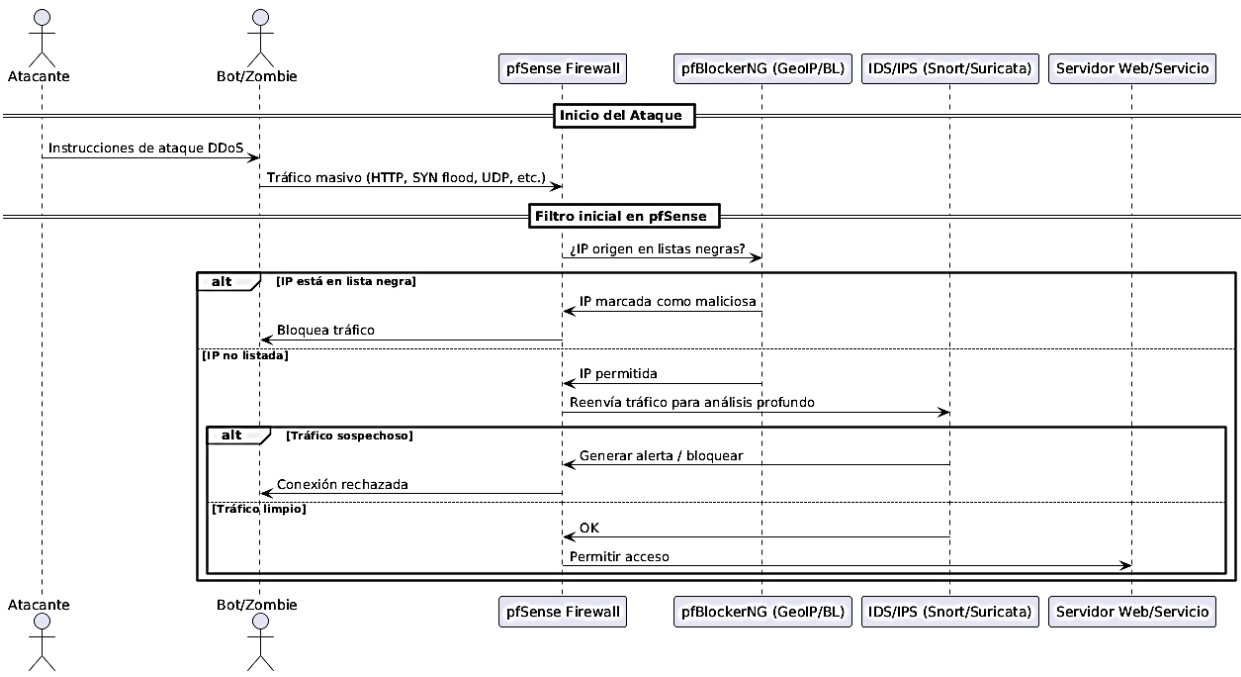 Atacante
Bot/Zombie
pfSense Firewall
pfBlockerNG (GeoIP/BL)
IDS/IPS (Snort/Suricata)
Servidor Web/Servicio
Inicio del Ataque
Instrucciones de ataque DDoS
Tráfico masivo (HTTP, SYN flood, UDP, etc.)
Filtro inicial en pfSense
¿IP origen en listas negras?
alt
[IP está en lista negra]
IP marcada como maliciosa
Bloquea tráfico
[IP no listada]
IP permitida
Reenvía tráfico para análisis profundo
alt
[Tráfico sospechoso]
Generar alerta / bloquear
Conexión rechazada
[Tráfico limpio]
OK
Permitir acceso
Atacante
Bot/Zombie
pfSense Firewall
pfBlockerNG (GeoIP/BL)
IDS/IPS (Snort/Suricata)
Servidor Web/Servicio